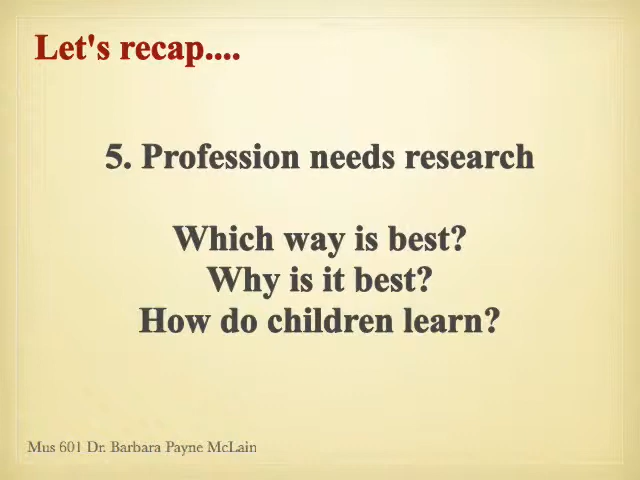 Let's recap....
5. Profession needs research
Which way is best?
Why is it best?
How do children learn?
Mus 601 Dr. Barbara Payne McLain